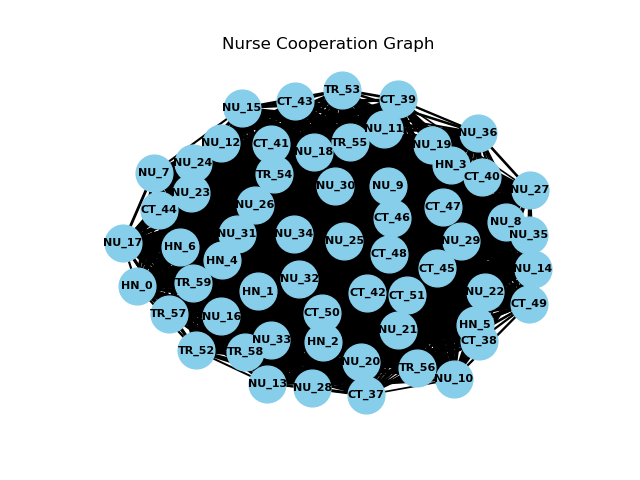 Nurse Cooperation Graph
TR_53
CT_39
CT_43
NU_15
NU_11
NU_36
NU_12
CT_41
TR_55
NU_19
NU_18
NU_24
HN_3
NU_7
TR_54
CT_40
NU_30
NU_9
NU_27
NU_23
NU_26
CT_47
CT_44
CT_46
NU_8
NU_31
NU_34
NU_35
NU_25
NU_29
NU_17
HN_6
CT_48
HN_4
CT_45
NU_14
NU_32
TR_59
HN_0
HN_1
CT_42
NU_22
CT_51
CT_49
CT_50
TR_57
NU_16
HN_5
NU_21
NU_33
HN_2
CT_38
TR_52
TR_58
NU_20
TR_56
NU_10
NU_13
NU_28
CT_37